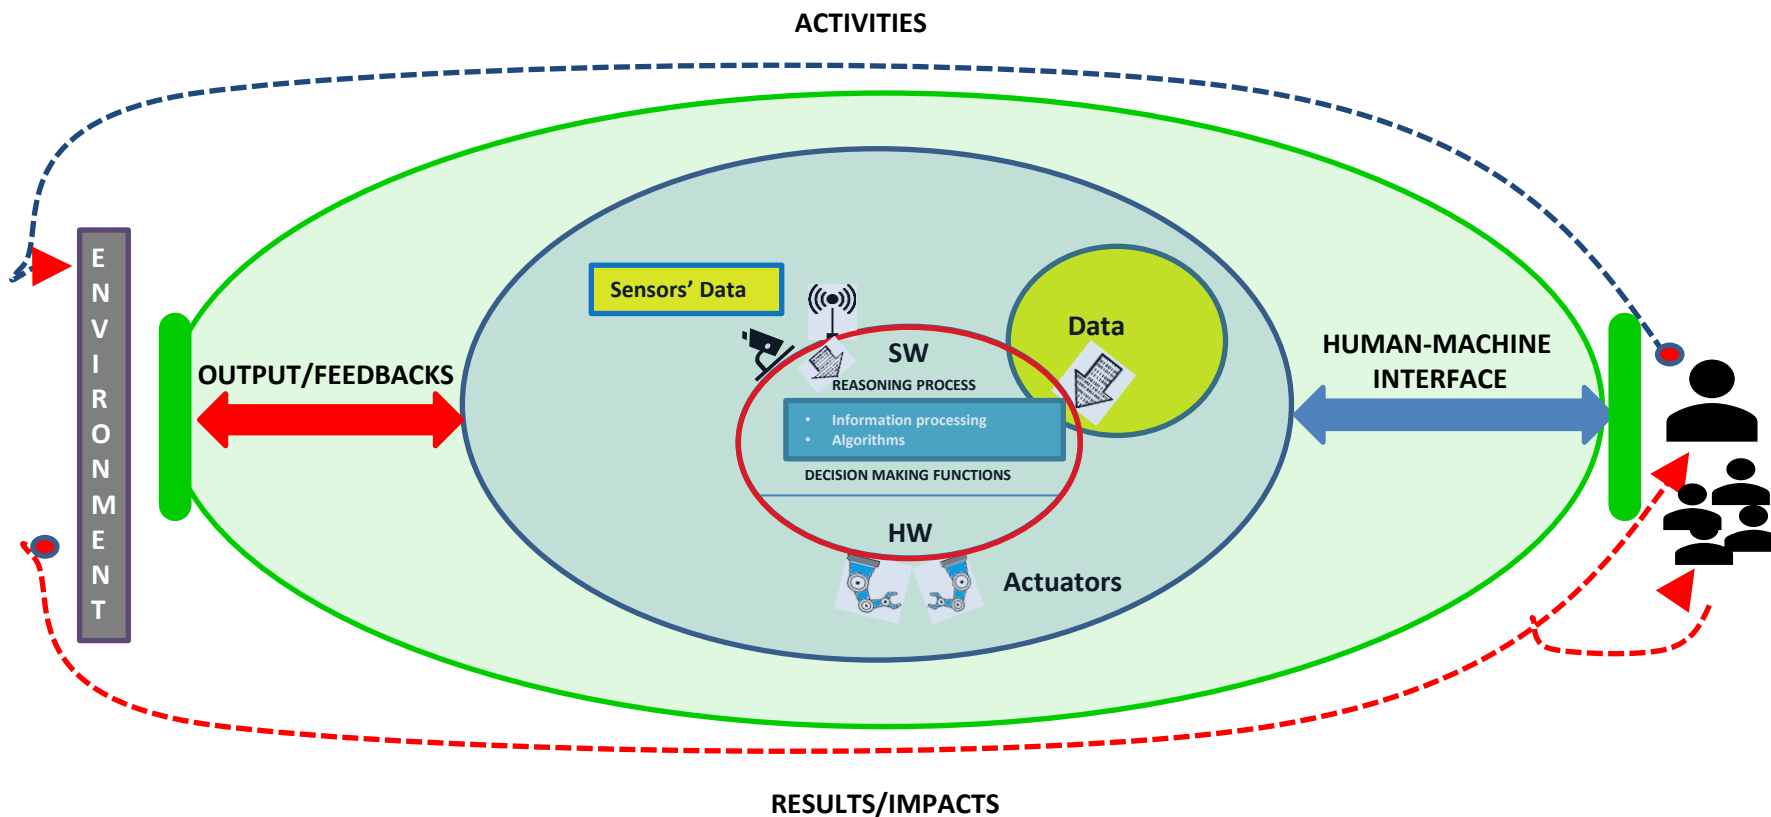 ACTIVITIES
ENVIRONMENT
Sensors’ Data
Data
SW
REASONING PROCESS
• Information processing
• Algorithms
DECISION MAKING FUNCTIONS
HW
Actuators
OUTPUT/FEEDBACKS
HUMAN-MACHINE
INTERFACE
RESULTS/IMPACTS